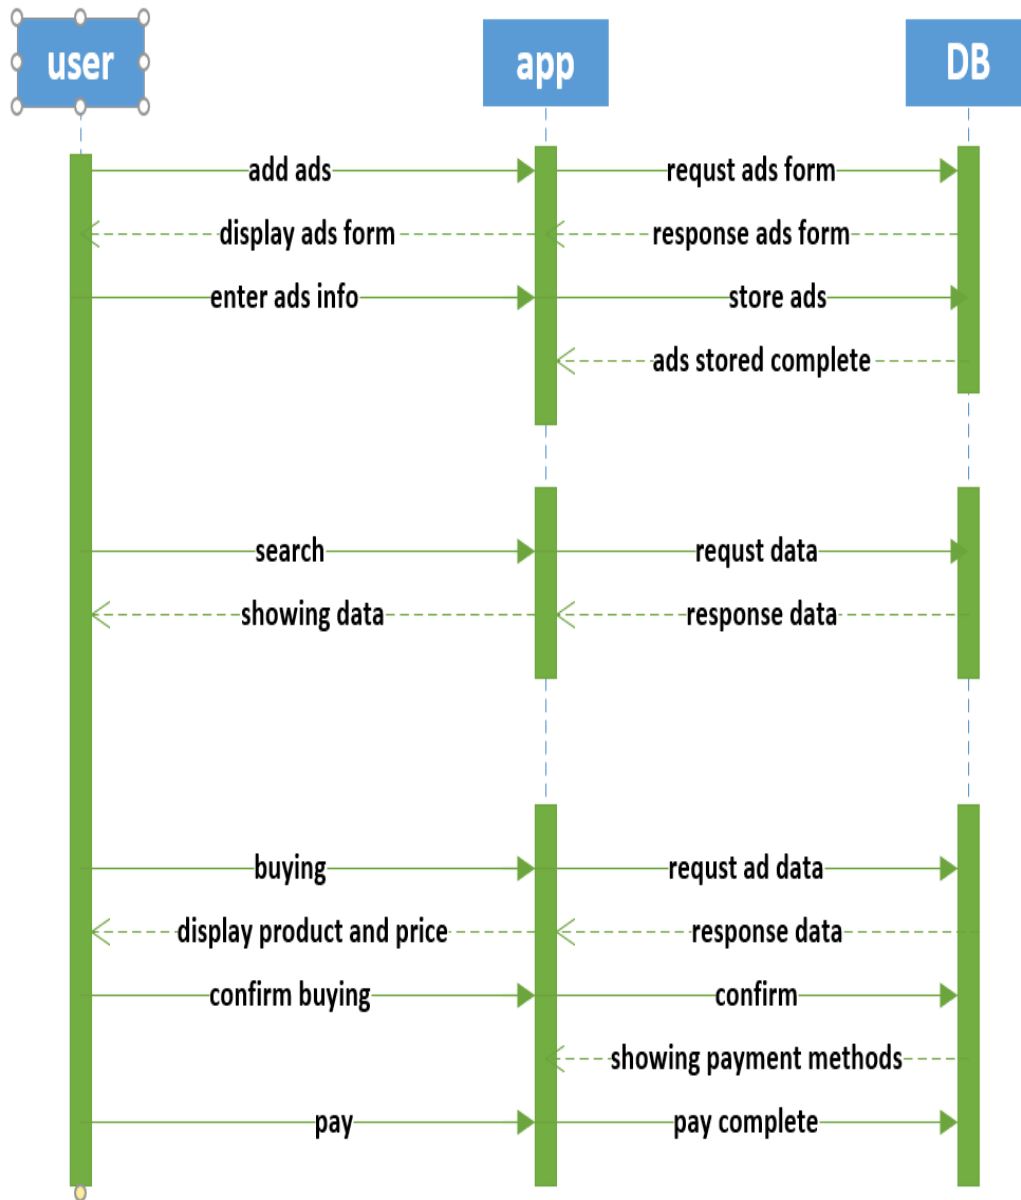 user
app
DB
add ads
requst ads form
display ads form
response ads form
enter ads info
store ads
ads stored complete
search
requst data
showing data
response data
buying
requst ad data
display product and price
response data
confirm buying
confirm
showing payment methods
pay
pay complete